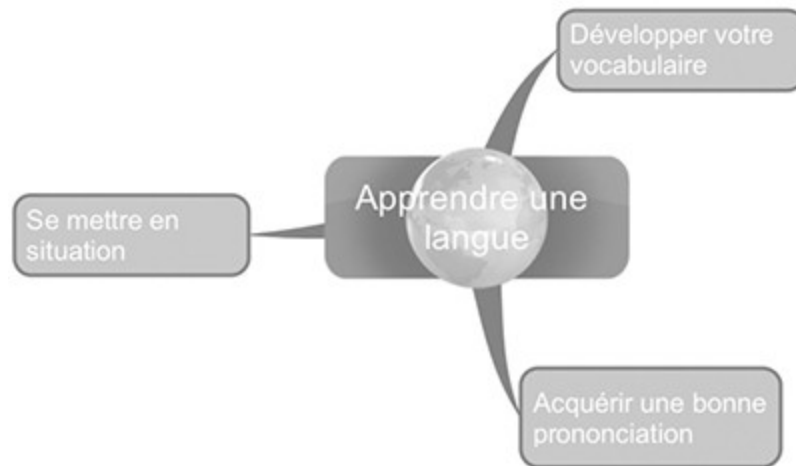 Développer votre
vocabulaire
Apprendre une
langue
Se mettre en
situation
Acquérir une bonne
prononciation